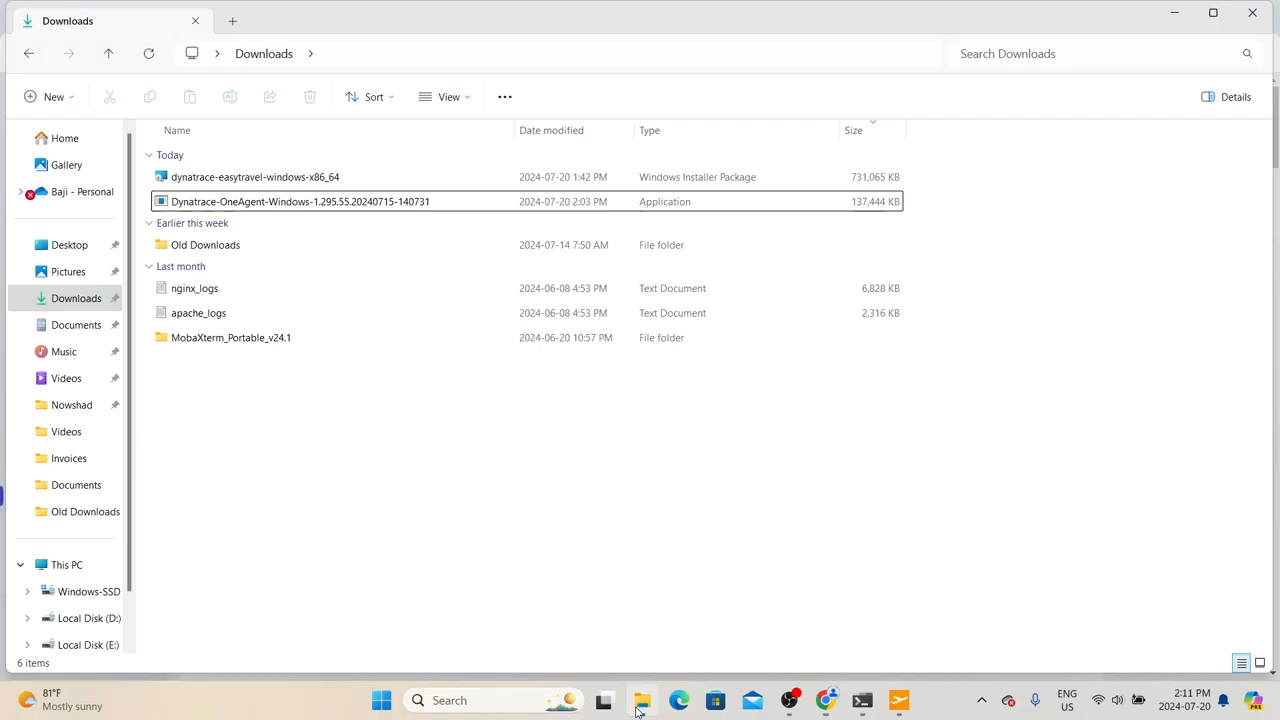 Downloads
Downloads
Search Downloads
New
Sort
View
Details
Name Date modified Type Size
Home
Gallery
Baji - Personal
Desktop
Pictures
Downloads
Documents
Music
Videos
Nowshad
Videos
Invoices
Documents
Old Downloads
This PC
Windows-SSD
Local Disk (D:)
Local Disk (E:)
Today
dynatrace-easytravel-windows-x86_64 2024-07-20 1:42 PM Windows Installer Package 731,065 KB
Dynatrace-OneAgent-Windows-1.295.55.20240715-140731 2024-07-20 2:03 PM Application 137,444 KB
Earlier this week
Old Downloads 2024-07-14 7:50 AM File folder
Last month
nginx_logs 2024-06-08 4:53 PM Text Document 6,828 KB
apache_logs 2024-06-08 4:53 PM Text Document 2,316 KB
MobaXterm_Portable_v24.1 2024-06-20 10:57 PM File folder
6 items
81°F
Mostly sunny
Search
ENG
US
2:11 PM
2024-07-20
PRE